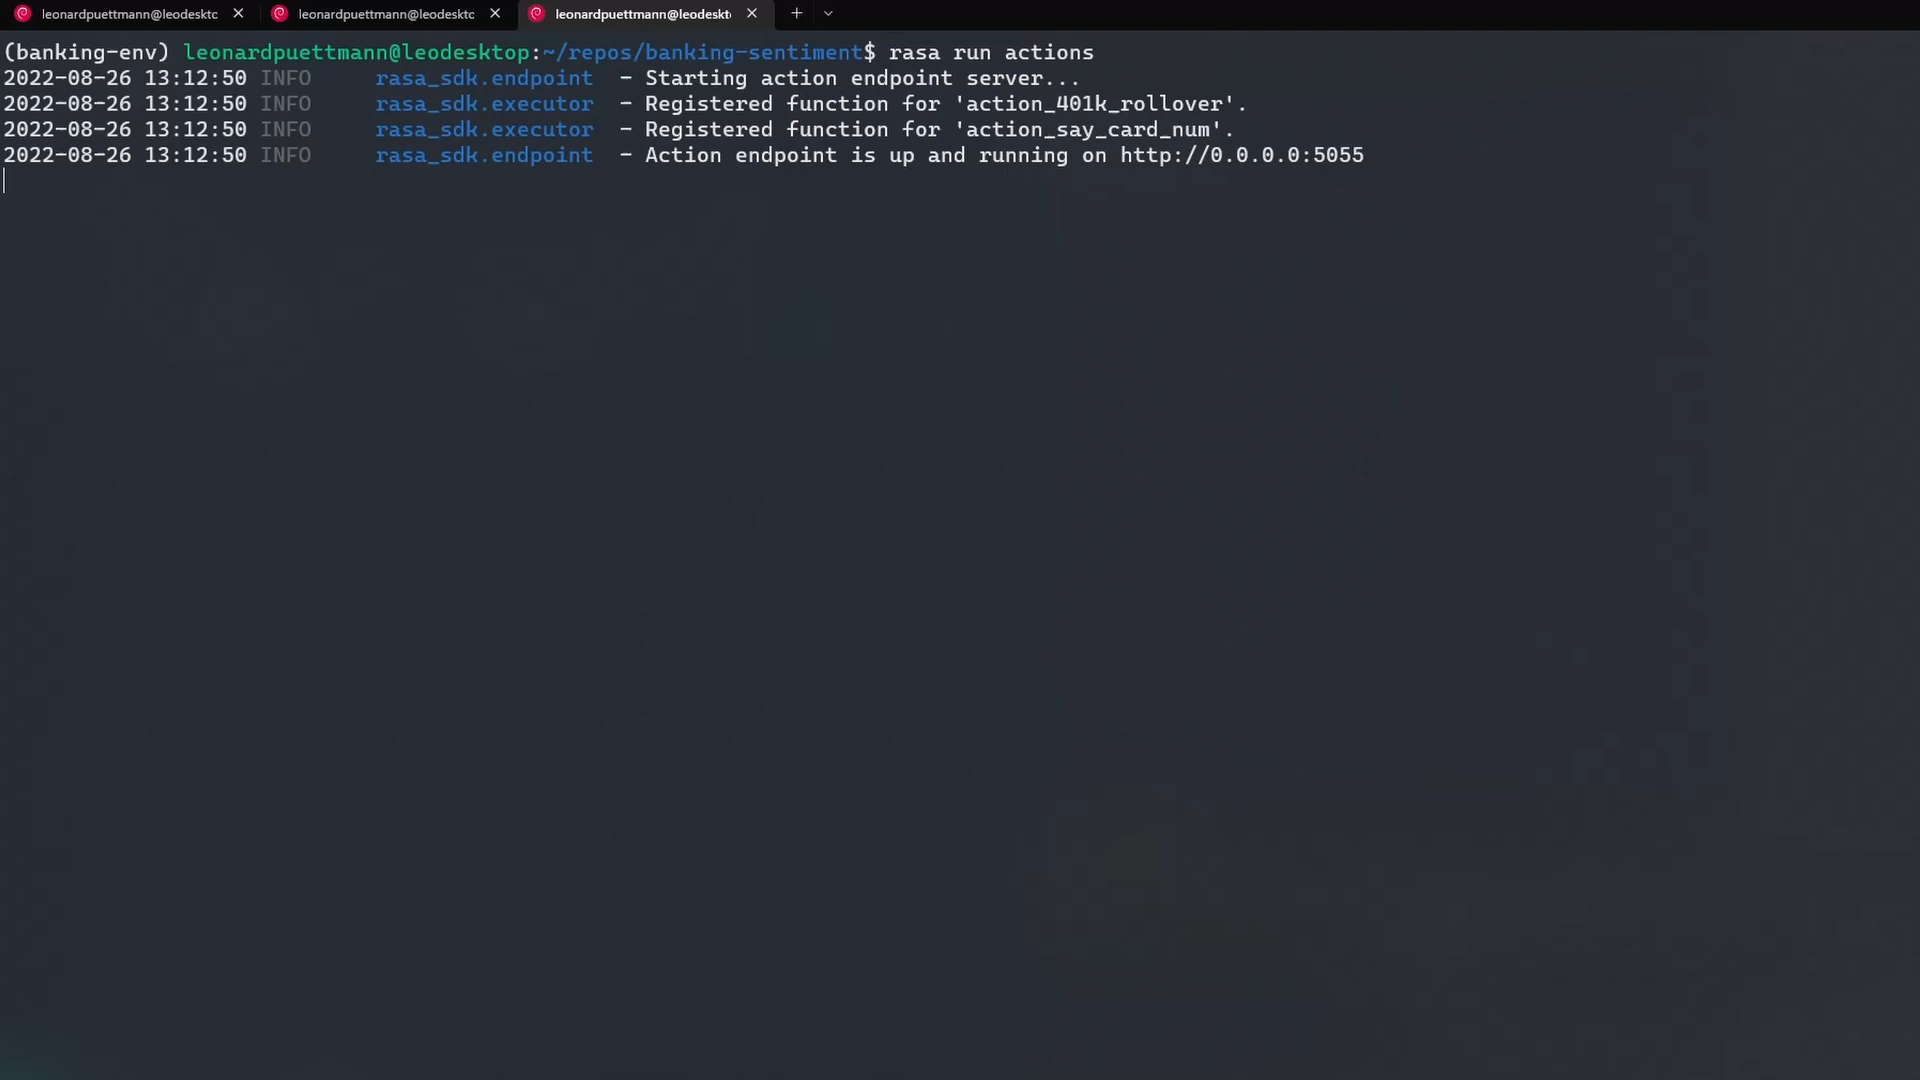 leonardpuettmann@leodesktc
leonardpuettmann@leodesktc
leonardpuettmann@leodeskt
(banking-env) leonardpuettmann@leodesktop:~/repos/banking-sentiment$ rasa run actions
2022-08-26 13:12:50 INFO     rasa_sdk.endpoint  - Starting action endpoint server...
2022-08-26 13:12:50 INFO     rasa_sdk.executor  - Registered function for 'action_401k_rollover'.
2022-08-26 13:12:50 INFO     rasa_sdk.executor  - Registered function for 'action_say_card_num'.
2022-08-26 13:12:50 INFO     rasa_sdk.endpoint  - Action endpoint is up and running on http://0.0.0.0:5055